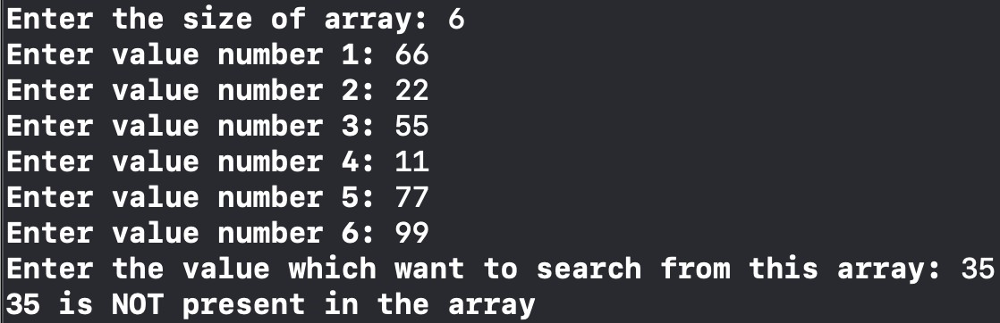 Enter the size of array: 6
Enter value number 1: 66
Enter value number 2: 22
Enter value number 3: 55
Enter value number 4: 11
Enter value number 5: 77
Enter value number 6: 99
Enter the value which want to search from this array: 35
35 is NOT present in the array